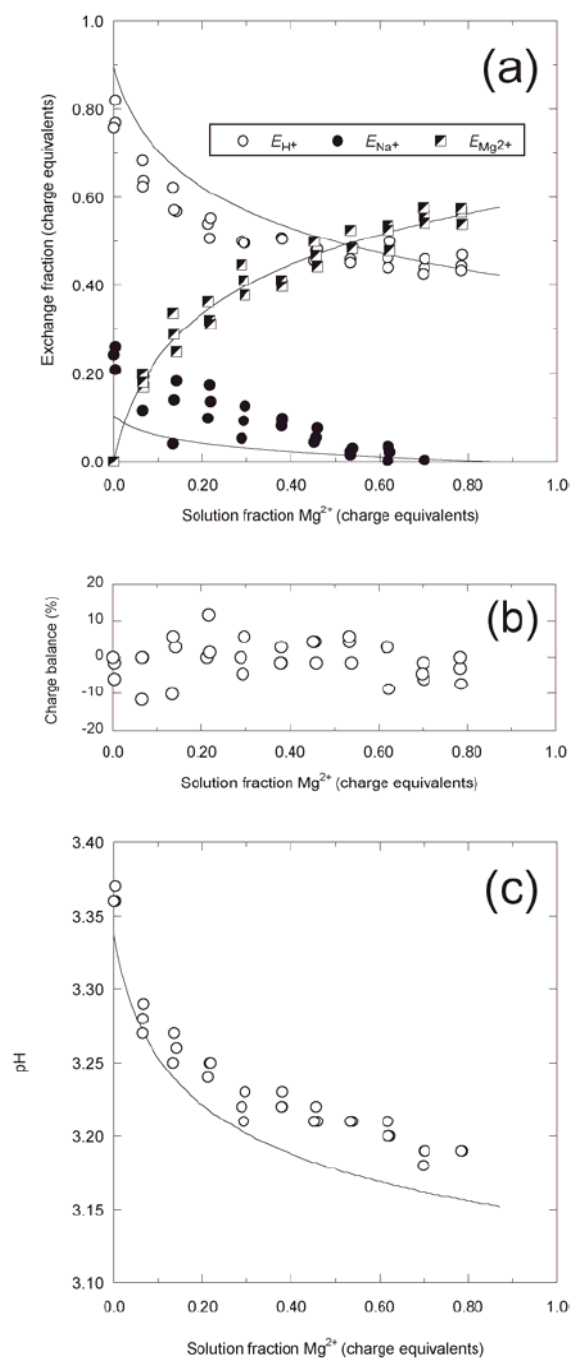 (a)
1.0
0.80
0.60
0.40
0.20
0.0
Exchange fraction (charge equivalents)
E_H+ E_Na+ E_Mg2+
0.0 0.20 0.40 0.60 0.80 1.0
Solution fraction Mg²⁺ (charge equivalents)
(b)
20
10
0
-10
-20
Charge balance (%)
0.0 0.20 0.40 0.60 0.80 1.0
Solution fraction Mg²⁺ (charge equivalents)
(c)
3.40
3.35
3.30
3.25
3.20
3.15
3.10
pH
0.0 0.20 0.40 0.60 0.80 1.0
Solution fraction Mg²⁺ (charge equivalents)